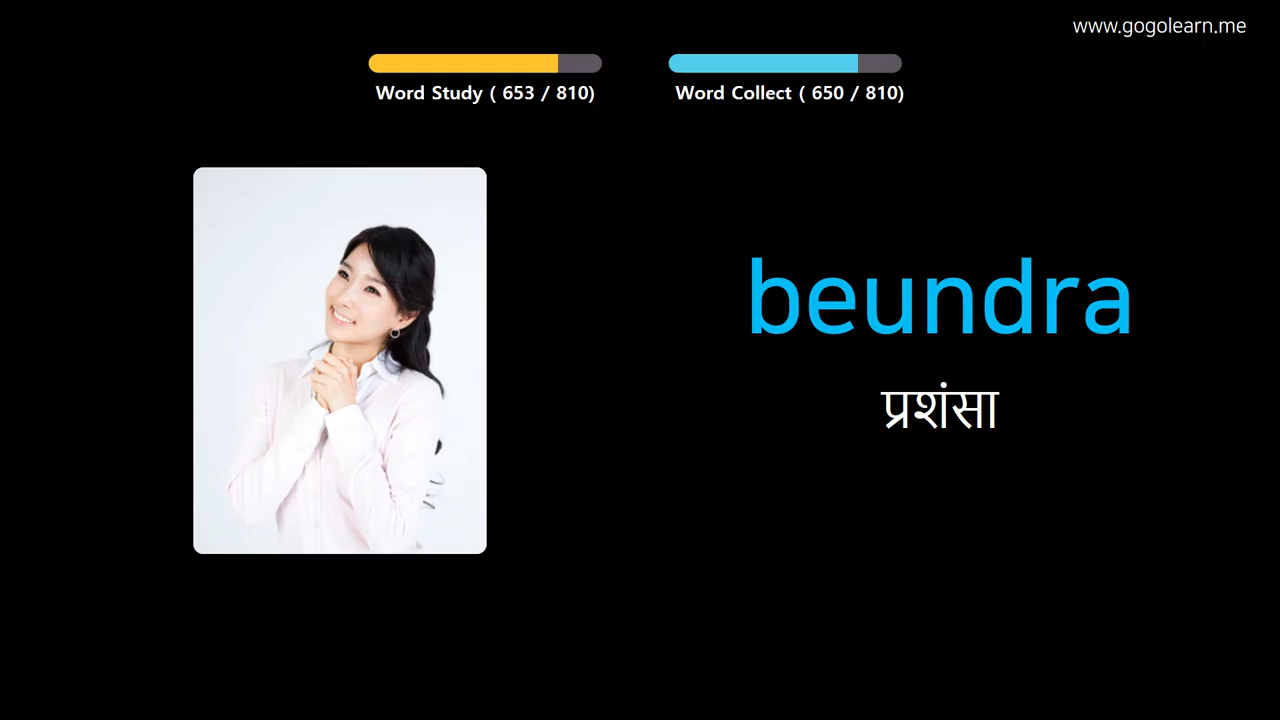 www.gogolearn.me
Word Study ( 653 / 810)
Word Collect ( 650 / 810)
beundra
प्रशंसा